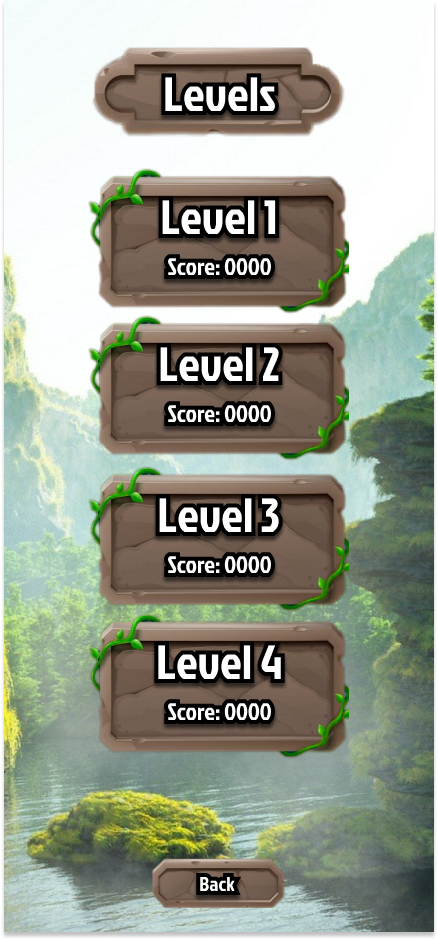 Levels
Level 1
Score: 0000
Level 2
Score: 0000
Level 3
Score: 0000
Level 4
Score: 0000
Back